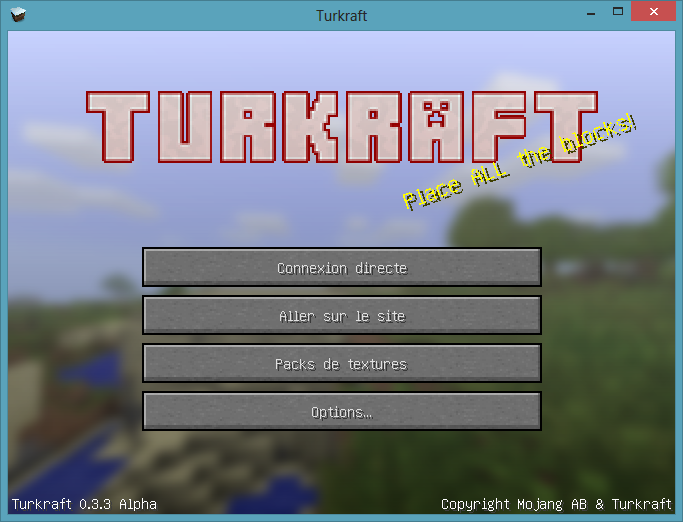 Turkraft
TURKRAFT
Place ALL the blocks!
Connexion directe
Aller sur le site
Packs de textures
Options...
Turkraft 0.3.3 Alpha
Copyright Mojang AB & Turkraft